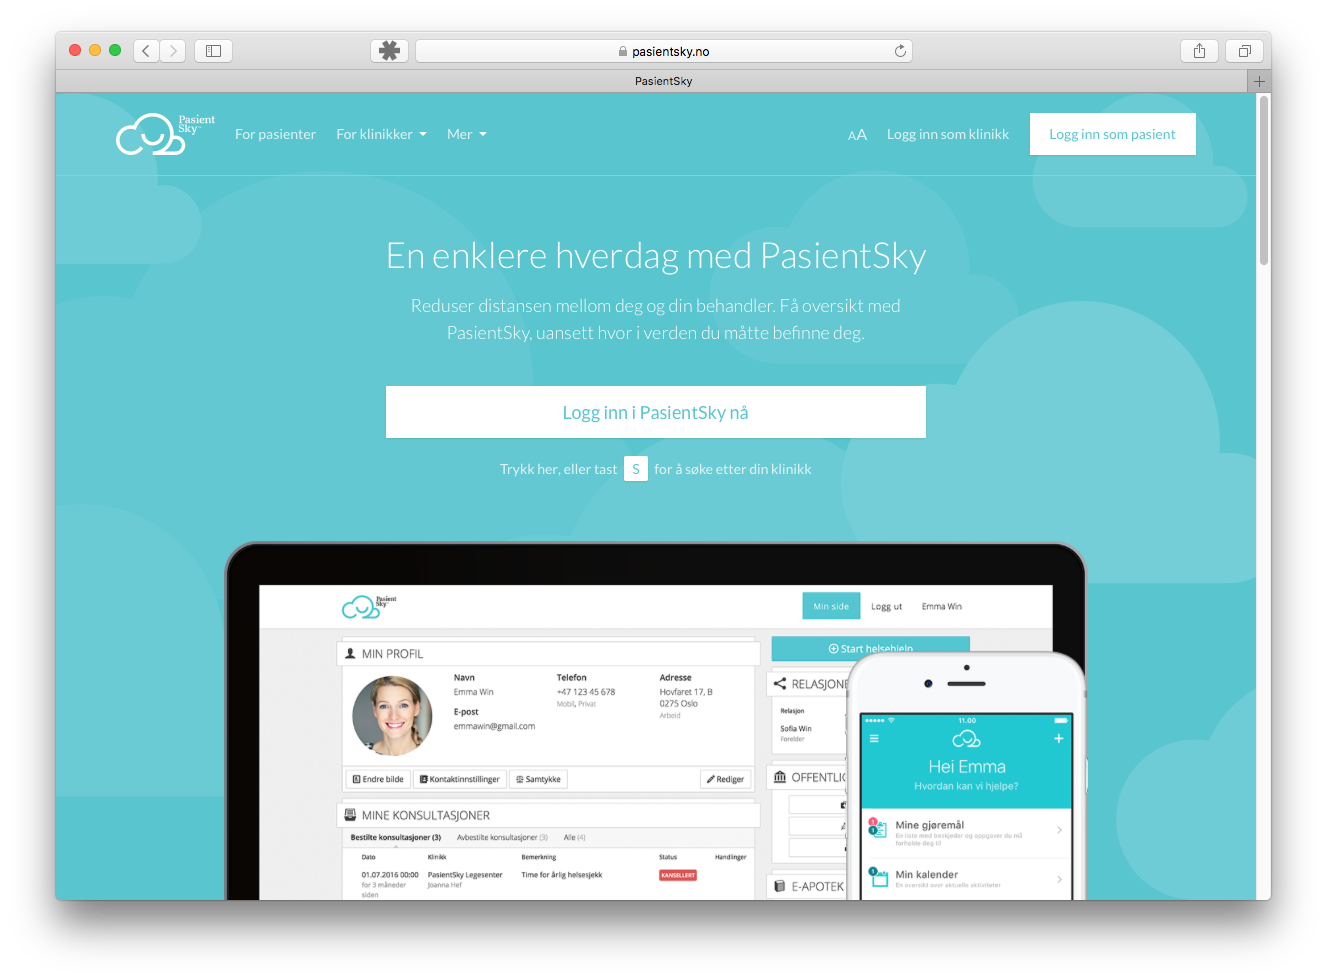 pasientsky.no
PasientSky
Pasient
Sky
For pasienter
For klinikker
Mer
AA
Logg inn som klinikk
Logg inn som pasient
En enklere hverdag med PasientSky
Reduser distansen mellom deg og din behandler. Få oversikt med
PasientSky, uansett hvor i verden du måtte befinne deg.
Logg inn i PasientSky nå
Trykk her, eller tast S for å søke etter din klinikk
Pasient
Sky
Min side
Logg ut
Emma Win
MIN PROFIL
Navn
Emma Win
E-post
emmawin@gmail.com
Telefon
+47 123 45 678
Mobil, Privat
Adresse
Hovfaret 17, B
0275 Oslo
Arbeid
Endre bilde
Kontaktinnstillinger
Samtykke
Rediger
MINE KONSULTASJONER
Bestilte konsultasjoner (3)
Avbestilte konsultasjoner (3)
Alle (4)
Dato
Klinikk
Bemerkning
Status
Handlinger
01.07.2016 00:00
for 3 måneder
siden
PasientSky Legesenter
Joanna Hef
Time for årlig helsesjekk
KANSELLERT
Start helsehjelp
RELASJONE
Relasjon
Sofia Win
Forelder
OFFENTLIG
E-APOTEK
11.00
Hei Emma
Hvordan kan vi hjelpe?
1
1
Mine gjøremål
En liste med beskjeder og oppgaver du må
forholde deg til
1
Min kalender
En oversikt over aktuelle aktiviteter